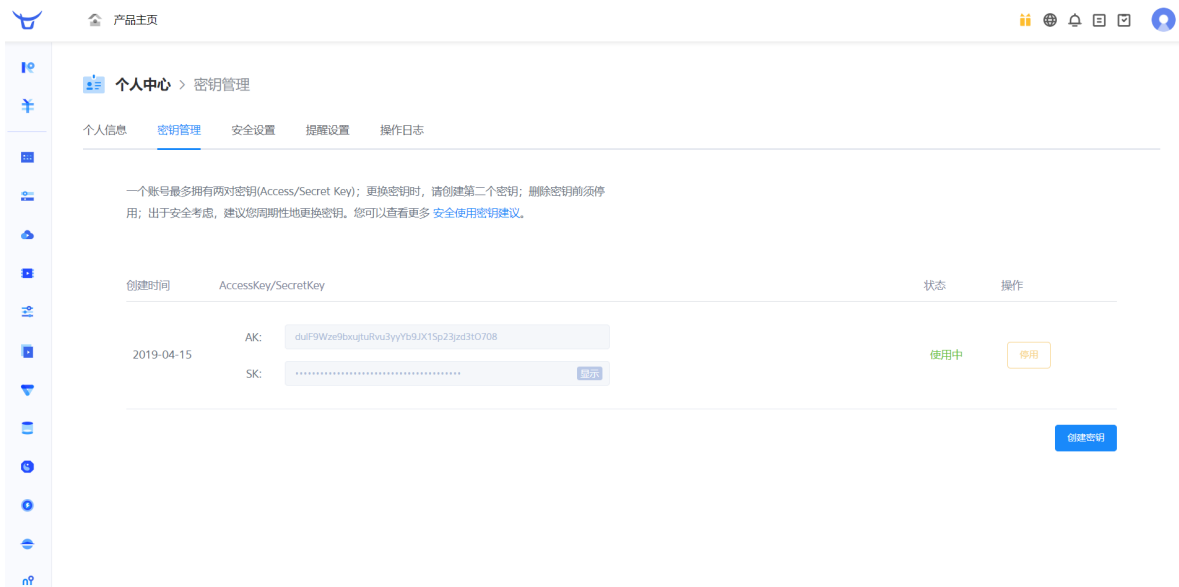 产品主页
个人中心 > 密钥管理
个人信息 密钥管理 安全设置 提醒设置 操作日志
一个账号最多拥有两对密钥(Access/Secret Key)；更换密钥时，请创建第二个密钥；删除密钥前须停
用；出于安全考虑，建议您周期性地更换密钥。您可以查看更多 安全使用密钥建议。
创建时间 AccessKey/SecretKey 状态 操作
AK: duIF9Wze9bxujtuRvu3yyYb9JX1Sp23jzd3tO708
2019-04-15 使用中 停用
SK: •••••••••••••••••••••••••••••••••••••••• 显示
创建密钥